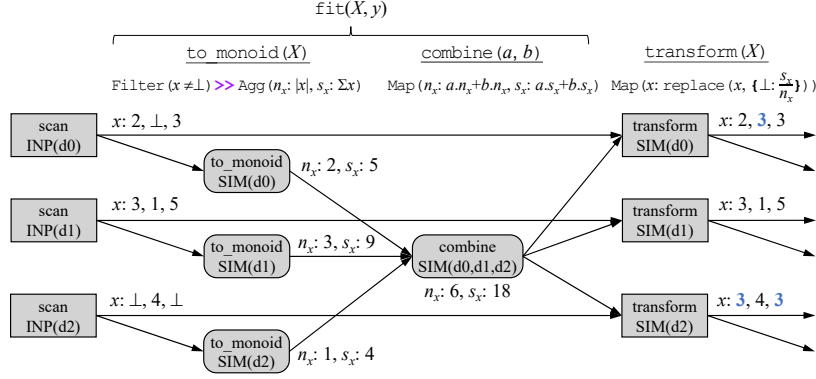 fit(X, y)
to_monoid(X) combine(a, b) transform(X)
Filter(x ≠⊥) >> Agg(nₓ: |x|, sₓ: Σx) Map(nₓ: a.nₓ+b.nₓ, sₓ: a.sₓ+b.sₓ) Map(x: replace(x, {⊥: sₓ/nₓ}))
scan
INP(d0)
x: 2, ⊥, 3
transform
SIM(d0)
x: 2, 3, 3
to_monoid
SIM(d0)
nₓ: 2, sₓ: 5
scan
INP(d1)
x: 3, 1, 5
transform
SIM(d1)
x: 3, 1, 5
to_monoid
SIM(d1)
nₓ: 3, sₓ: 9
combine
SIM(d0,d1,d2)
nₓ: 6, sₓ: 18
scan
INP(d2)
x: ⊥, 4, ⊥
transform
SIM(d2)
x: 3, 4, 3
to_monoid
SIM(d2)
nₓ: 1, sₓ: 4